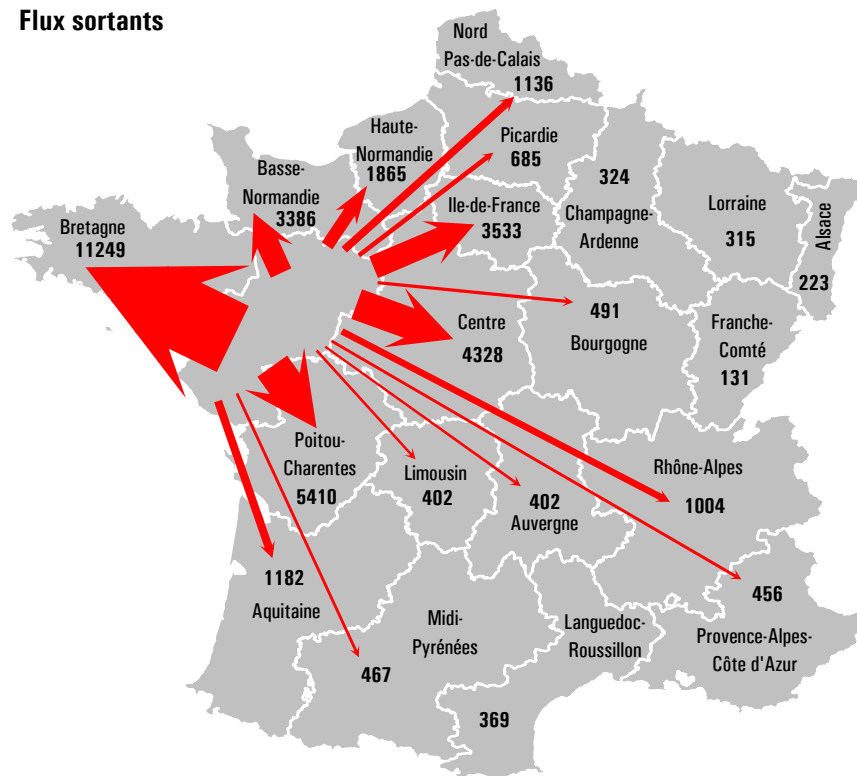 Flux sortants
Nord
Pas-de-Calais
1136
Haute-
Normandie
1865
Picardie
685
Basse-
Normandie
3386
Ile-de-France
3533
324
Champagne-
Ardenne
Lorraine
315
Alsace
223
Bretagne
11249
Centre
4328
491
Bourgogne
Franche-
Comté
131
Poitou-
Charentes
5410
Limousin
402
402
Auvergne
Rhône-Alpes
1004
1182
Aquitaine
Midi-
Pyrénées
467
Languedoc-
Roussillon
369
456
Provence-Alpes-
Côte d'Azur